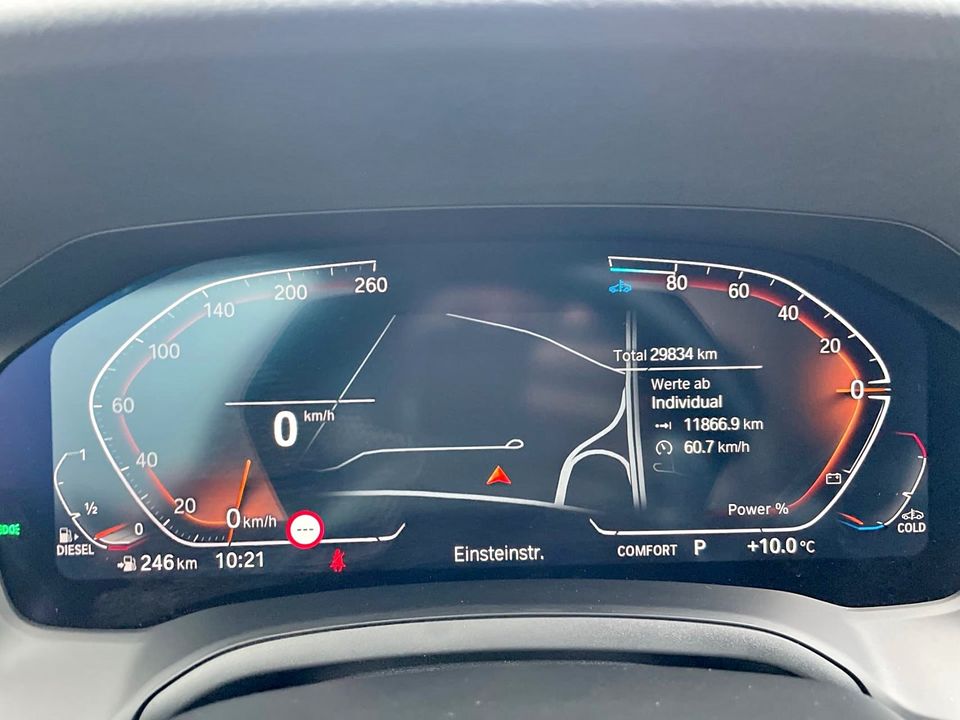 260
200
140
100
60
40
20
0 km/h
0 km/h
1
1/2
0
DIESEL
246 km
10:21
---
Einsteinstr.
Total 29834 km
Werte ab
Individual
11866.9 km
60.7 km/h
80
60
40
20
0
Power %
COLD
COMFORT P +10.0 °C